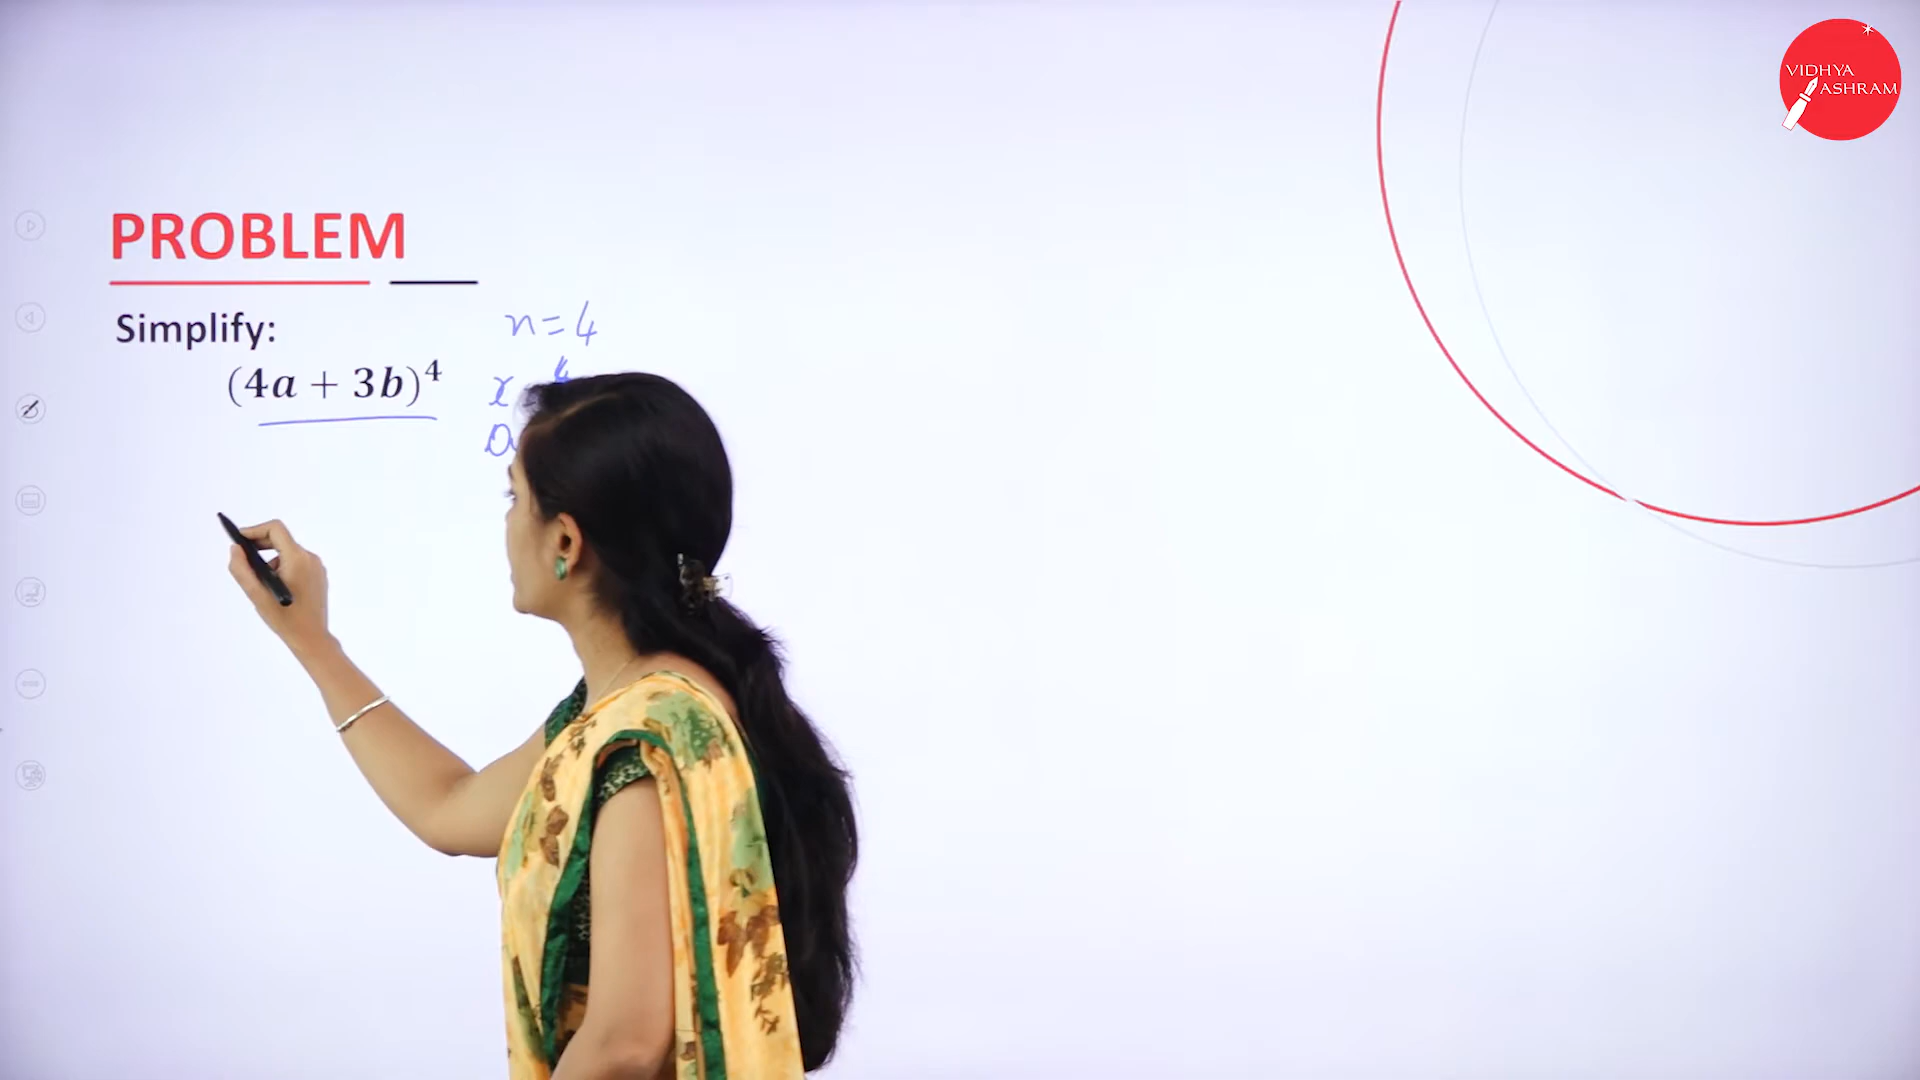 VIDHYA
ASHRAM
PROBLEM
Simplify:
n=4
(4a + 3b)⁴
x